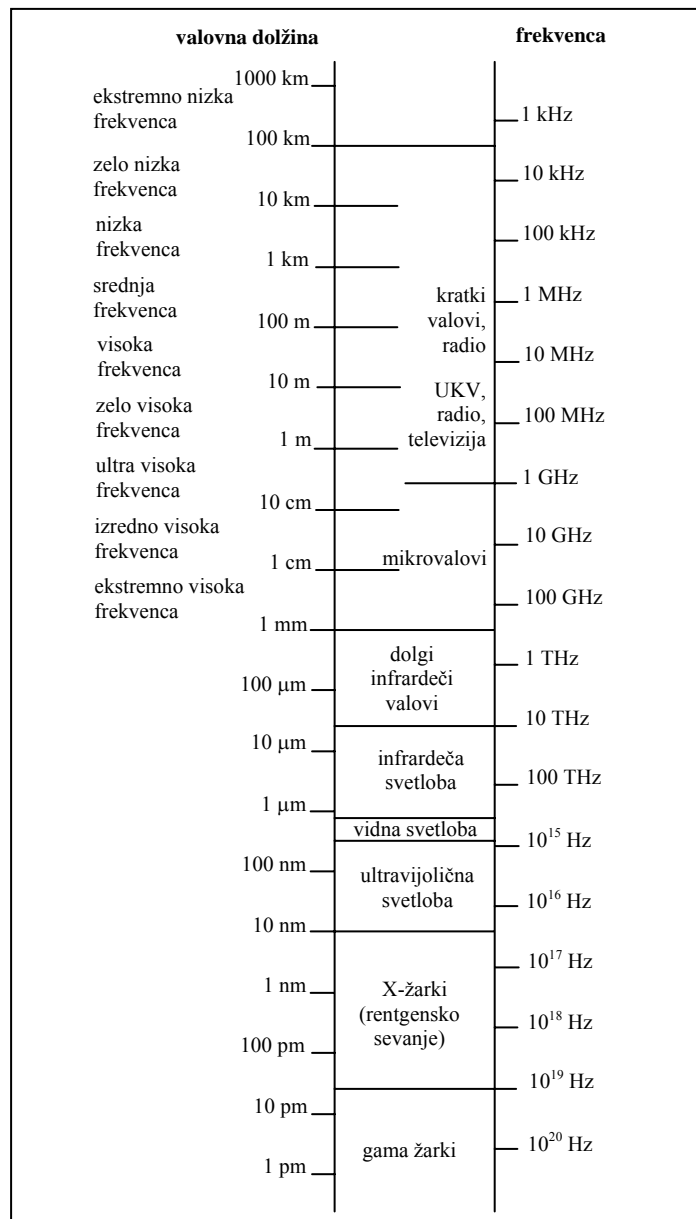 valovna dolžina
frekvenca
1000 km
ekstremno nizka
frekvenca
1 kHz
100 km
zelo nizka
frekvenca
10 kHz
10 km
nizka
frekvenca
100 kHz
1 km
srednja
frekvenca
kratki
valovi,
radio
1 MHz
100 m
visoka
frekvenca
10 MHz
10 m
UKV,
radio,
televizija
zelo visoka
frekvenca
100 MHz
1 m
ultra visoka
frekvenca
1 GHz
10 cm
izredno visoka
frekvenca
10 GHz
1 cm
mikrovalovi
ekstremno visoka
frekvenca
100 GHz
1 mm
dolgi
infrardeči
valovi
1 THz
100 μm
10 THz
10 μm
infrardeča
svetloba
100 THz
1 μm
vidna svetloba
10¹⁵ Hz
100 nm
ultravijolična
svetloba
10¹⁶ Hz
10 nm
10¹⁷ Hz
1 nm
X-žarki
(rentgensko
sevanje)
10¹⁸ Hz
100 pm
10¹⁹ Hz
10 pm
gama žarki
10²⁰ Hz
1 pm